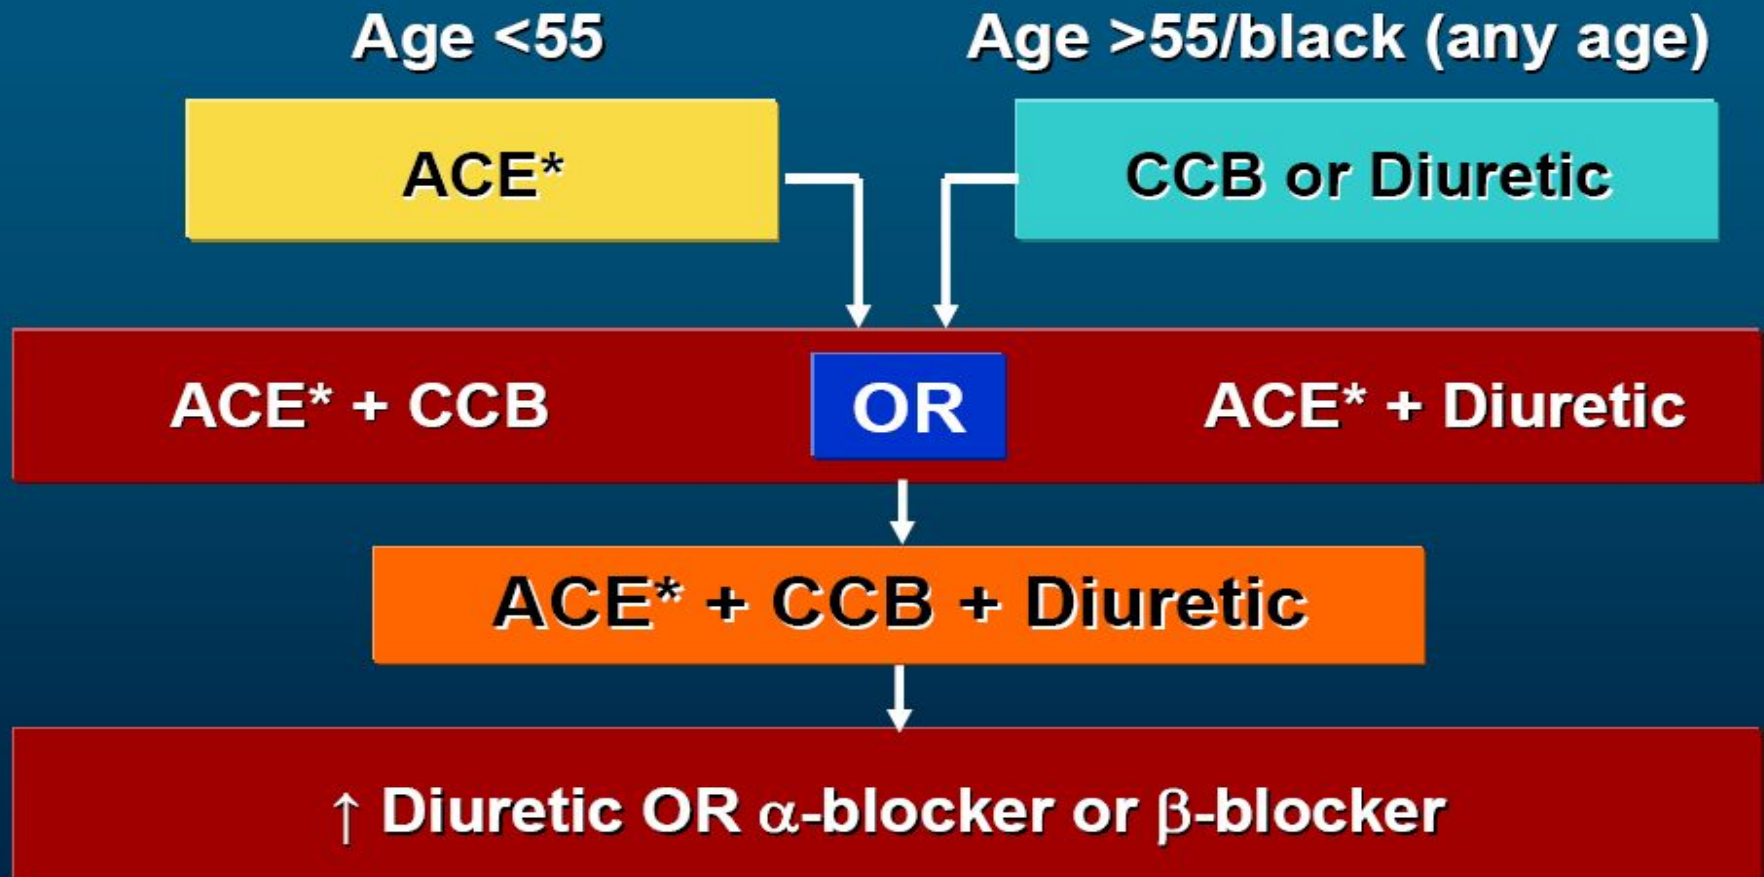 Age <55
Age >55/black (any age)
ACE*
CCB or Diuretic
ACE* + CCB
OR
ACE* + Diuretic
ACE* + CCB + Diuretic
↑ Diuretic OR α-blocker or β-blocker